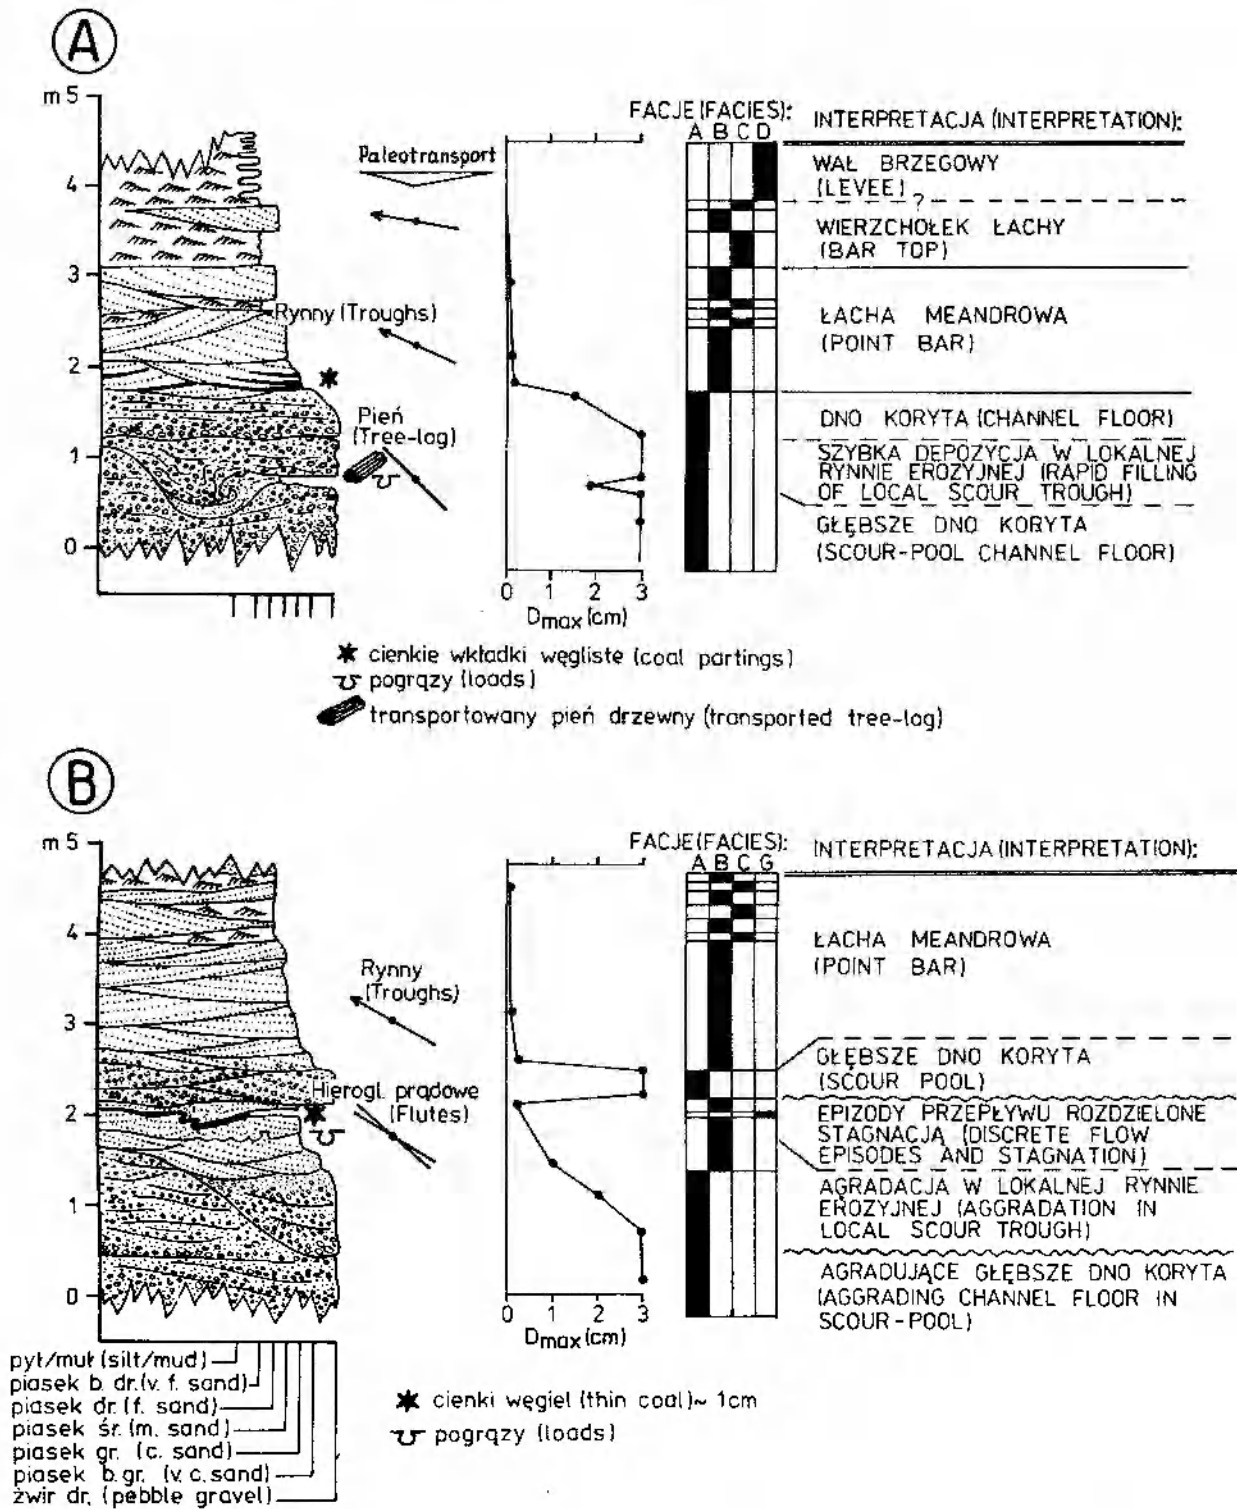 A
m 5
4
3
2
1
0
Paleotransport
Rynny (Troughs)
Pień
(Tree-log)
0 1 2 3
Dmax (cm)
FACJE (FACIES):
A B C D
INTERPRETACJA (INTERPRETATION):
WAŁ BRZEGOWY
(LEVEE)
?
WIERZCHOŁEK ŁACHY
(BAR TOP)
ŁACHA MEANDROWA
(POINT BAR)
DNO KORYTA (CHANNEL FLOOR)
SZYBKA DEPOZYCJA W LOKALNEJ
RYNNIE EROZYJNEJ (RAPID FILLING
OF LOCAL SCOUR TROUGH)
GŁĘBSZE DNO KORYTA
(SCOUR-POOL CHANNEL FLOOR)
cienkie wkładki węgliste (coal partings)
pogrązy (loads)
transportowany pień drzewny (transported tree-log)
B
m 5
4
3
2
1
0
Rynny
(Troughs)
Hierogl. prądowe
(Flutes)
0 1 2 3
Dmax (cm)
FACJE (FACIES):
A B C G
INTERPRETACJA (INTERPRETATION):
ŁACHA MEANDROWA
(POINT BAR)
GŁĘBSZE DNO KORYTA
(SCOUR POOL)
EPIZODY PRZEPŁYWU ROZDZIELONE
STAGNACJĄ (DISCRETE FLOW
EPISODES AND STAGNATION)
AGRADACJA W LOKALNEJ RYNNIE
EROZYJNEJ (AGGRADATION IN
LOCAL SCOUR TROUGH)
AGRADUJĄCE GŁĘBSZE DNO KORYTA
(AGGRADING CHANNEL FLOOR IN
SCOUR-POOL)
pył/muł (silt/mud)
piasek b. dr. (v. f. sand)
piasek dr. (f. sand)
piasek śr. (m. sand)
piasek gr. (c. sand)
piasek b. gr. (v. c. sand)
żwir dr. (pebble gravel)
cienki węgiel (thin coal) ~ 1cm
pogrązy (loads)